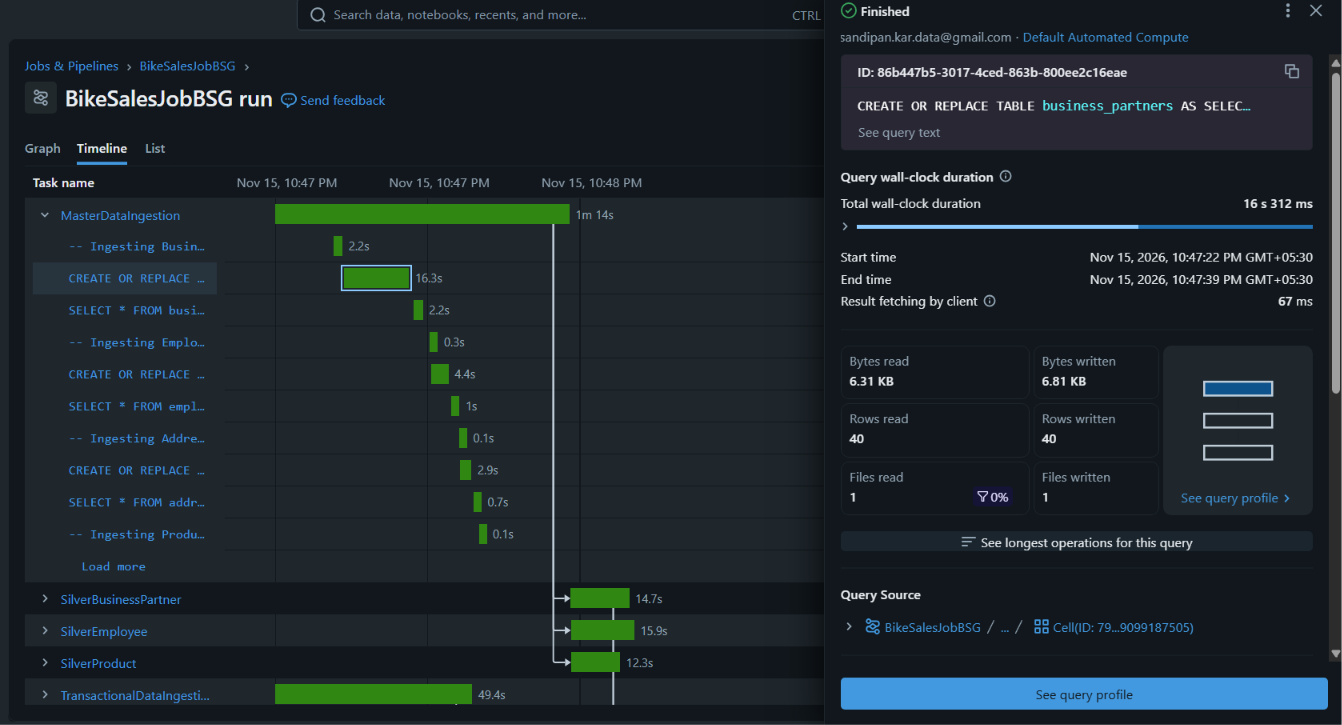 Search data, notebooks, recents, and more...
CTRL
Jobs & Pipelines › BikeSalesJobBSG ›
BikeSalesJobBSG run
Send feedback
Graph
Timeline
List
Task name
Nov 15, 10:47 PM
Nov 15, 10:47 PM
Nov 15, 10:48 PM
MasterDataIngestion
1m 14s
-- Ingesting Busin…
2.2s
CREATE OR REPLACE …
16.3s
SELECT * FROM busi…
2.2s
-- Ingesting Emplo…
0.3s
CREATE OR REPLACE …
4.4s
SELECT * FROM empl…
1s
-- Ingesting Addre…
0.1s
CREATE OR REPLACE …
2.9s
SELECT * FROM addr…
0.7s
-- Ingesting Produ…
0.1s
Load more
SilverBusinessPartner
14.7s
SilverEmployee
15.9s
SilverProduct
12.3s
TransactionalDataIngesti...
49.4s
Finished
sandipan.kar.data@gmail.com · Default Automated Compute
ID: 86b447b5-3017-4ced-863b-800ee2c16eae
CREATE OR REPLACE TABLE business_partners AS SELEC…
See query text
Query wall-clock duration
Total wall-clock duration
16 s 312 ms
Start time
Nov 15, 2026, 10:47:22 PM GMT+05:30
End time
Nov 15, 2026, 10:47:39 PM GMT+05:30
Result fetching by client
67 ms
Bytes read
6.31 KB
Bytes written
6.81 KB
Rows read
40
Rows written
40
Files read
1
0%
Files written
1
See query profile ›
See longest operations for this query
Query Source
BikeSalesJobBSG / ... / Cell(ID: 79...9099187505)
See query profile